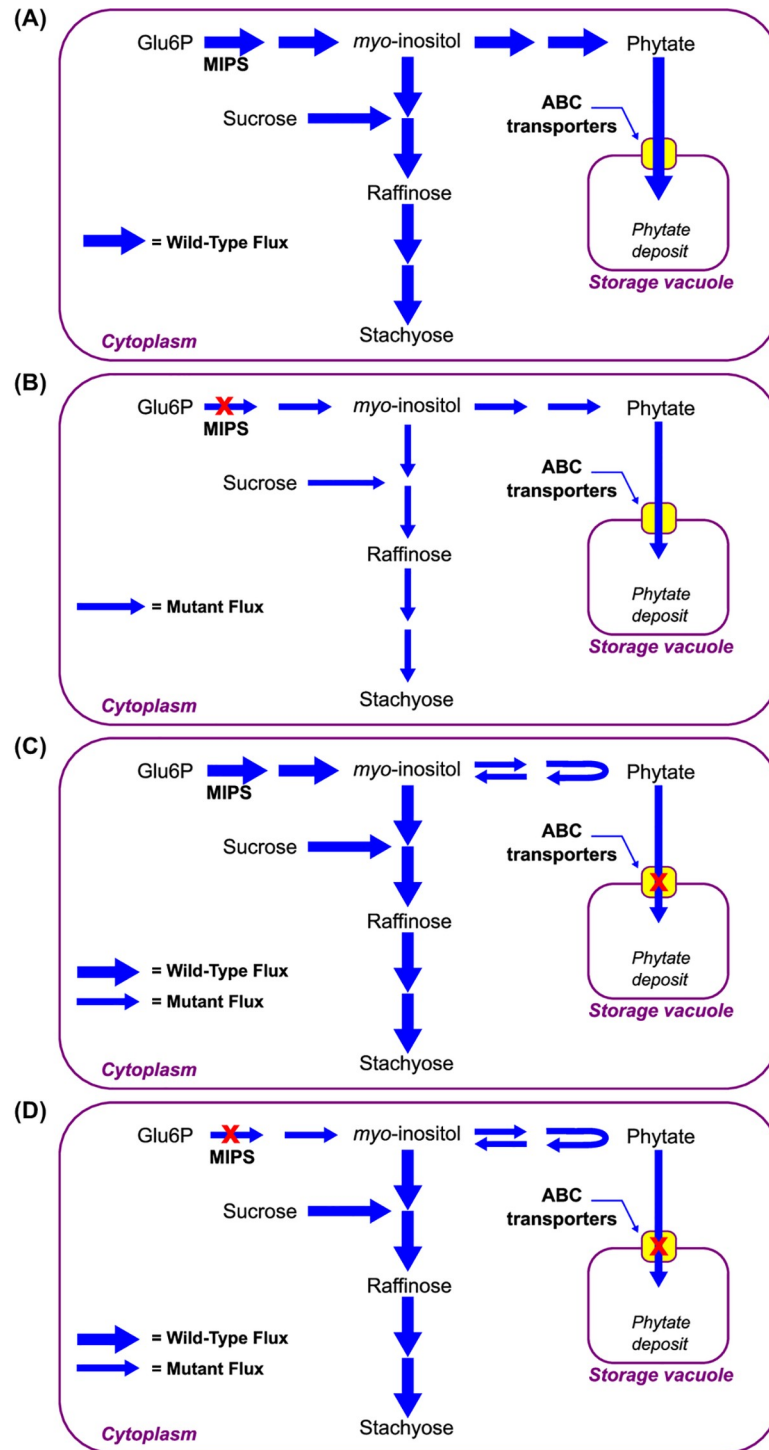 (A)
Glu6P myo-inositol Phytate
MIPS
ABC
transporters
Sucrose
Raffinose
= Wild-Type Flux
Phytate
deposit
Storage vacuole
Stachyose
Cytoplasm
(B)
Glu6P X myo-inositol Phytate
MIPS
ABC
transporters
Sucrose
Raffinose
= Mutant Flux
Phytate
deposit
Storage vacuole
Stachyose
Cytoplasm
(C)
Glu6P myo-inositol Phytate
MIPS
ABC
transporters
Sucrose
X
Raffinose
Phytate
deposit
= Wild-Type Flux
= Mutant Flux
Storage vacuole
Stachyose
Cytoplasm
(D)
Glu6P X myo-inositol Phytate
MIPS
ABC
transporters
Sucrose
X
Raffinose
Phytate
deposit
= Wild-Type Flux
= Mutant Flux
Storage vacuole
Stachyose
Cytoplasm